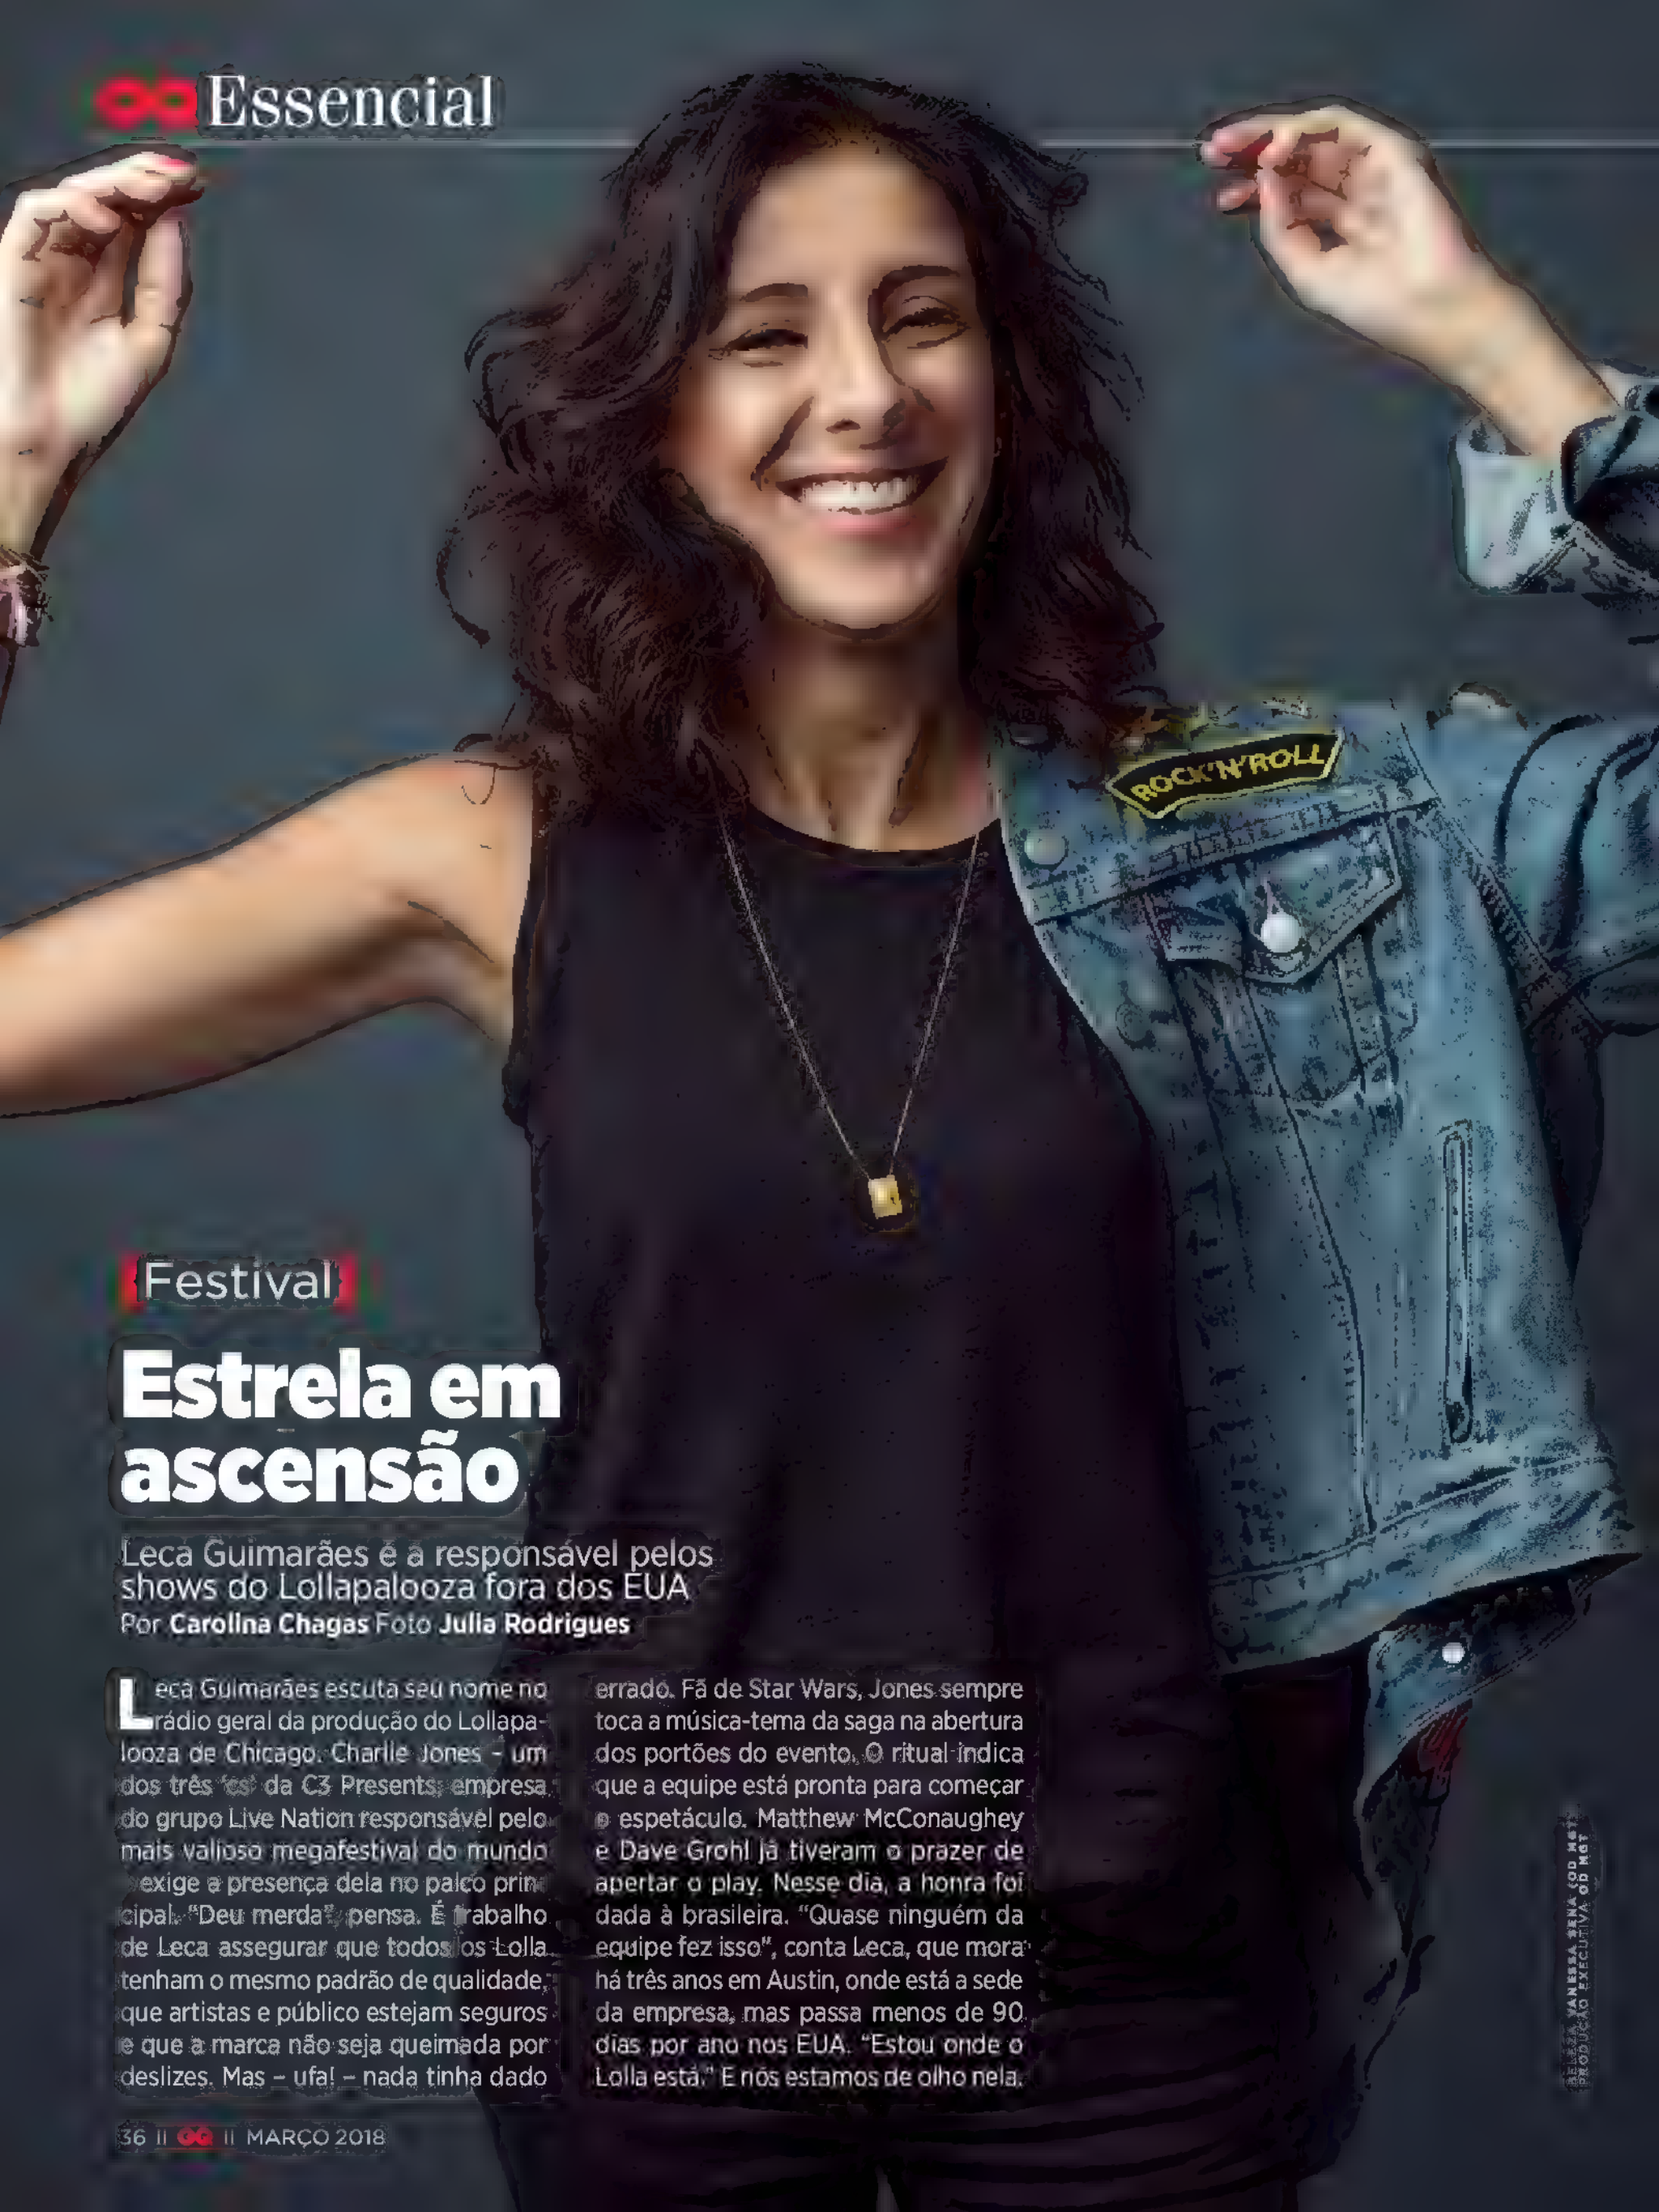 Essencial
ROCK'N'ROLL
Festival
Estrela em
ascensão
Leca Guimarães é a responsável pelos
shows do Lollapalooza fora dos EUA
Por Carolina Chagas Foto Julia Rodrigues
Leca Guimarães escuta seu nome no
rádio geral da produção do Lollapa-
looza de Chicago. Charlie Jones – um
dos três "cs" da C3 Presents, empresa
do grupo Live Nation responsável pelo
mais valioso megafestival do mundo
– exige a presença dela no palco prin-
cipal. “Deu merda”, pensa. É trabalho
de Leca assegurar que todos os Lolla
tenham o mesmo padrão de qualidade,
que artistas e público estejam seguros
e que a marca não seja queimada por
deslizes. Mas – ufa! – nada tinha dado
errado. Fã de Star Wars, Jones sempre
toca a música-tema da saga na abertura
dos portões do evento. O ritual indica
que a equipe está pronta para começar
o espetáculo. Matthew McConaughey
e Dave Grohl já tiveram o prazer de
apertar o play. Nesse dia, a honra foi
dada à brasileira. “Quase ninguém da
equipe fez isso”, conta Leca, que mora
há três anos em Austin, onde está a sede
da empresa, mas passa menos de 90
dias por ano nos EUA. “Estou onde o
Lolla está.” E nós estamos de olho nela.
BELEZA VANESSA SENA (OD MGT)
PRODUÇÃO EXECUTIVA OD MGT
36 || GQ || MARÇO 2018